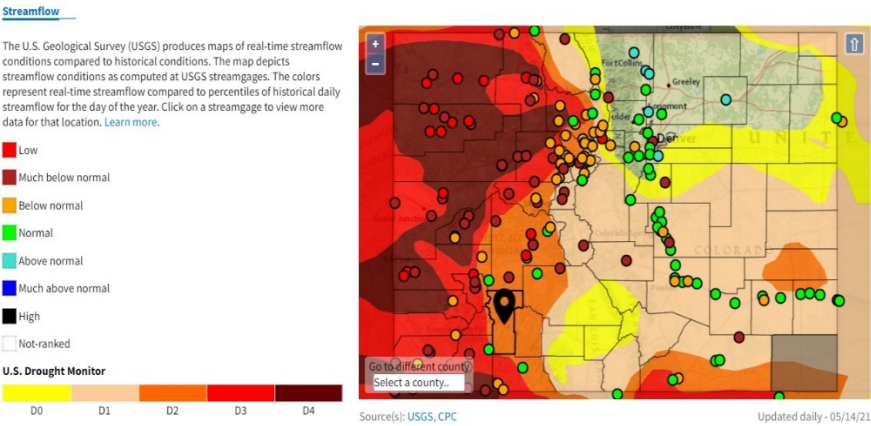 Streamflow
The U.S. Geological Survey (USGS) produces maps of real-time streamflow
conditions compared to historical conditions. The map depicts
streamflow conditions as computed at USGS streamgages. The colors
represent real-time streamflow compared to percentiles of historical daily
streamflow for the day of the year. Click on a streamgage to view more
data for that location. Learn more.
Low
Much below normal
Below normal
Normal
Above normal
Much above normal
High
Not-ranked
U.S. Drought Monitor
D0 D1 D2 D3 D4
+
−
Cheyenne
Fort Collins
Greeley
Longmont
Denver
UNITE
COLORADO
SAN LUIS
Go to different county
Select a county..
Source(s): USGS, CPC
Updated daily - 05/14/21